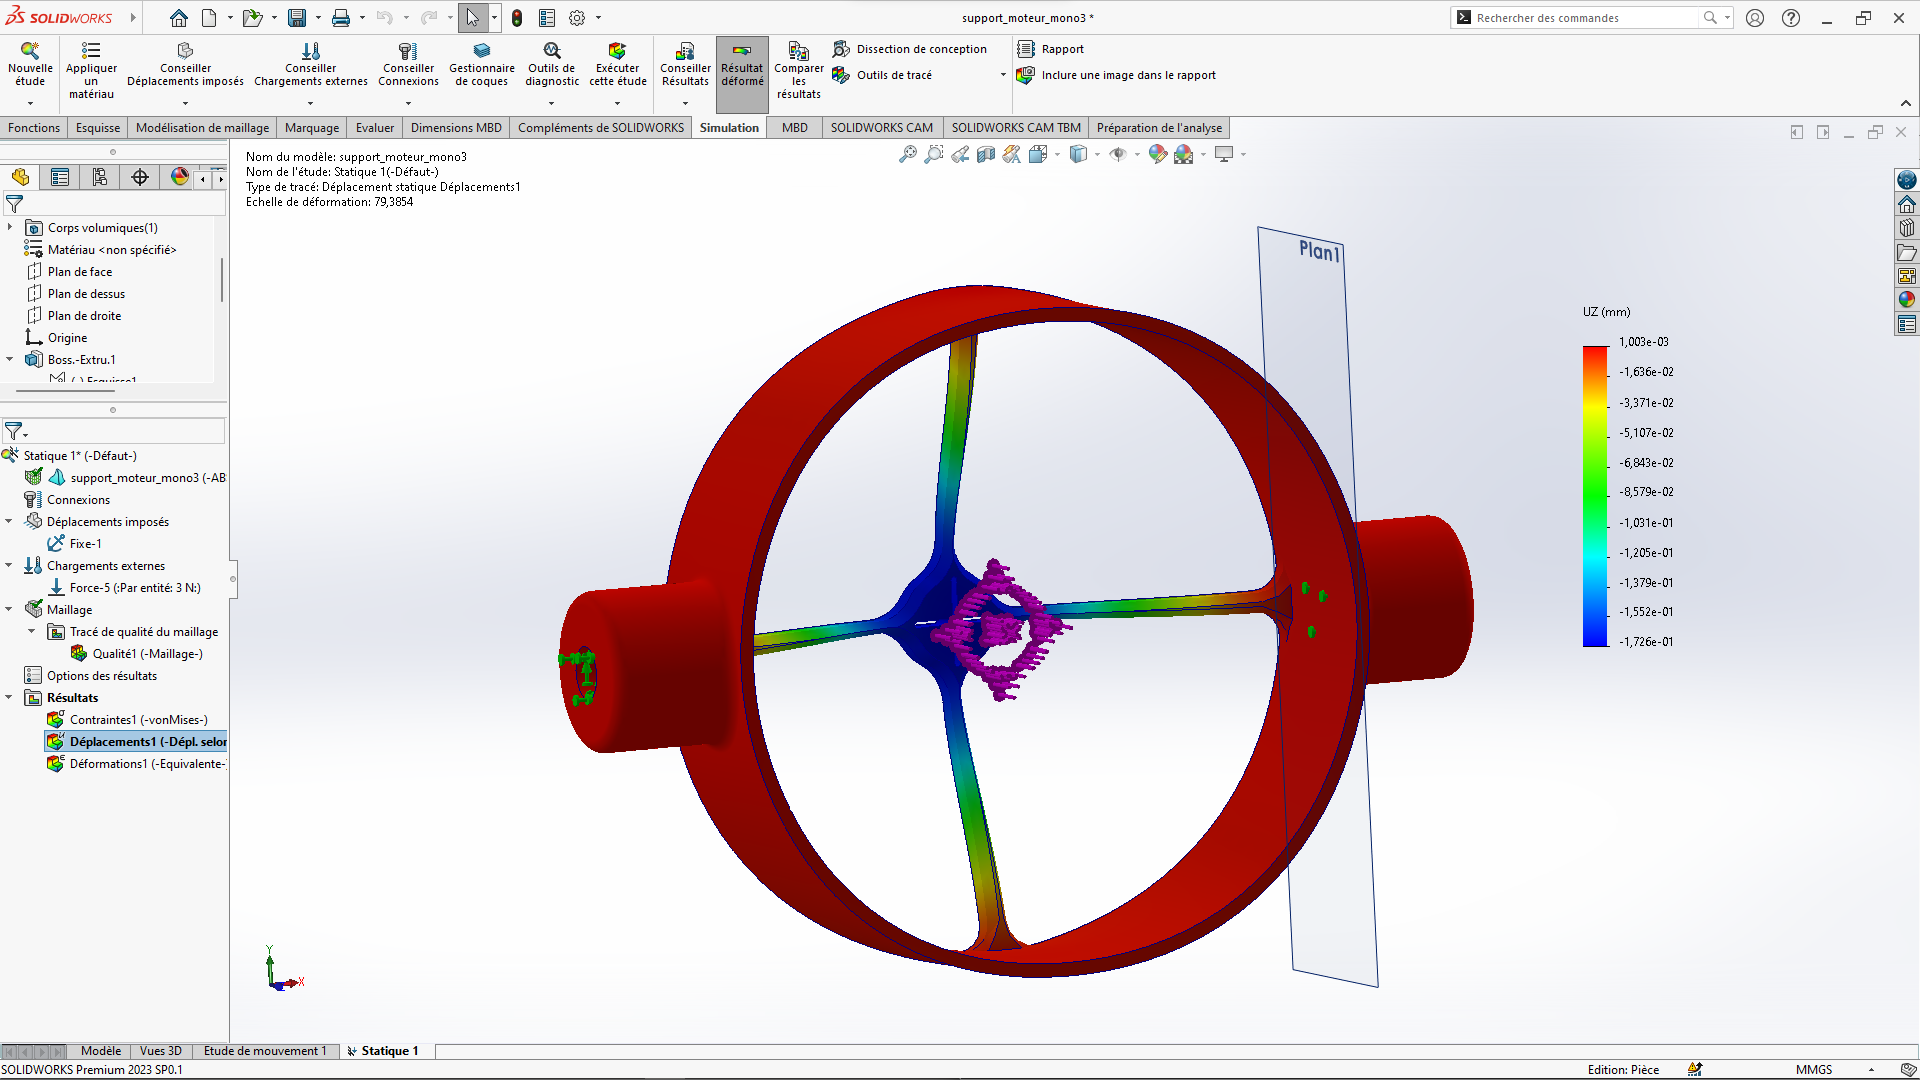 SOLIDWORKS
support_moteur_mono3 *
Rechercher des commandes
Nouvelle étude
Appliquer un matériau
Conseiller Déplacements imposés
Conseiller Chargements externes
Conseiller Connexions
Gestionnaire de coques
Outils de diagnostic
Exécuter cette étude
Conseiller Résultats
Résultat déformé
Comparer les résultats
Dissection de conception
Outils de tracé
Rapport
Inclure une image dans le rapport
Fonctions
Esquisse
Modélisation de maillage
Marquage
Evaluer
Dimensions MBD
Compléments de SOLIDWORKS
Simulation
MBD
SOLIDWORKS CAM
SOLIDWORKS CAM TBM
Préparation de l'analyse
Nom du modèle: support_moteur_mono3
Nom de l'étude: Statique 1(-Défaut-)
Type de tracé: Déplacement statique Déplacements1
Echelle de déformation: 79,3854
Corps volumiques(1)
Matériau <non spécifié>
Plan de face
Plan de dessus
Plan de droite
Origine
Boss.-Extru.1
(-) Esquisse1
Statique 1* (-Défaut-)
support_moteur_mono3 (-AB
Connexions
Déplacements imposés
Fixe-1
Chargements externes
Force-5 (:Par entité: 3 N:)
Maillage
Tracé de qualité du maillage
Qualité1 (-Maillage-)
Options des résultats
Résultats
Contraintes1 (-vonMises-)
Déplacements1 (-Dépl. selon
Déformations1 (-Equivalente-
Plan1
UZ (mm)
1,003e-03
-1,636e-02
-3,371e-02
-5,107e-02
-6,843e-02
-8,579e-02
-1,031e-01
-1,205e-01
-1,379e-01
-1,552e-01
-1,726e-01
Y
X
Modèle
Vues 3D
Etude de mouvement 1
Statique 1
SOLIDWORKS Premium 2023 SP0.1
Edition: Pièce
MMGS